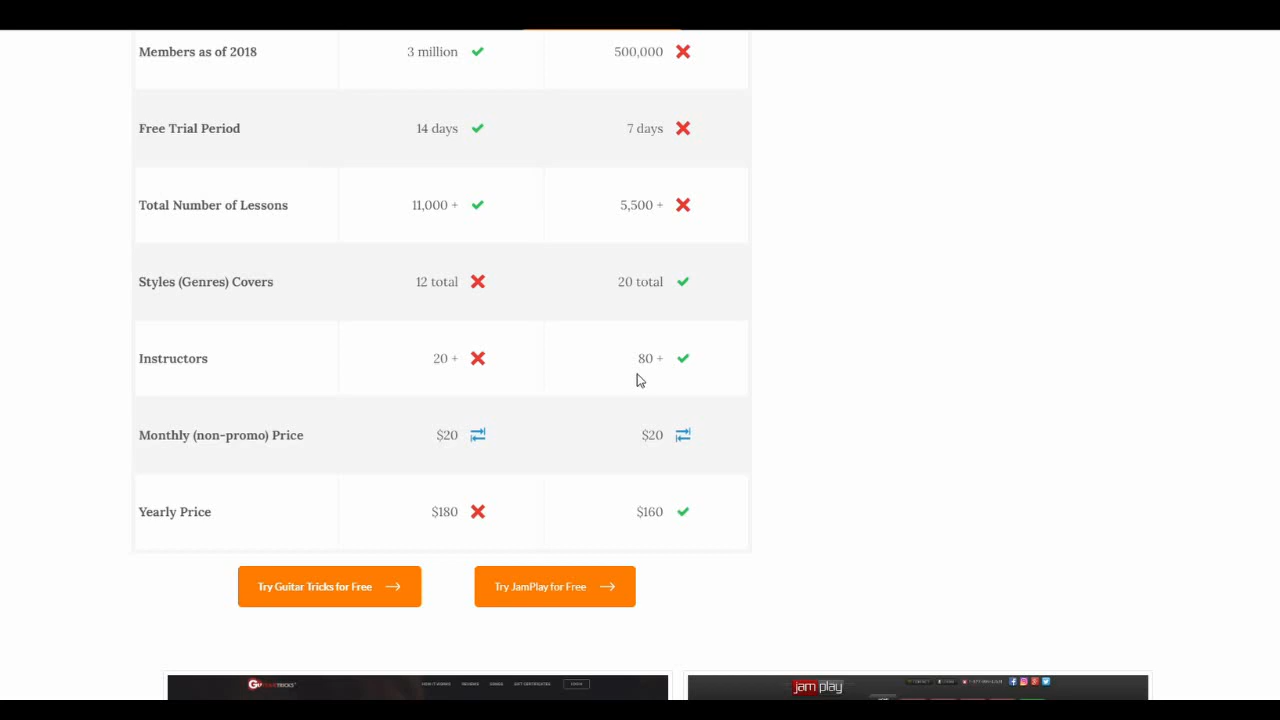 Members as of 2018 3 million 500,000
Free Trial Period 14 days 7 days
Total Number of Lessons 11,000 + 5,500 +
Styles (Genres) Covers 12 total 20 total
Instructors 20 + 80 +
Monthly (non-promo) Price $20 $20
Yearly Price $180 $160
Try Guitar Tricks for Free
Try JamPlay for Free
jam play